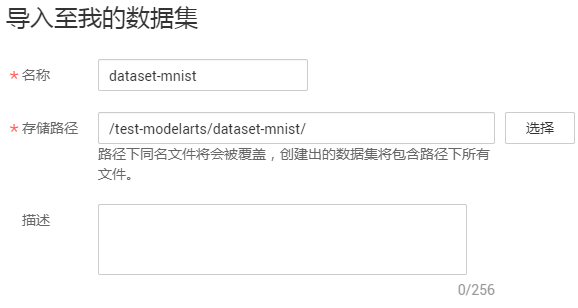 导入至我的数据集
* 名称 dataset-mnist
* 存储路径 /test-modelarts/dataset-mnist/ 选择
路径下同名文件将会被覆盖，创建出的数据集将包含路径下所有
文件。
描述
0/256